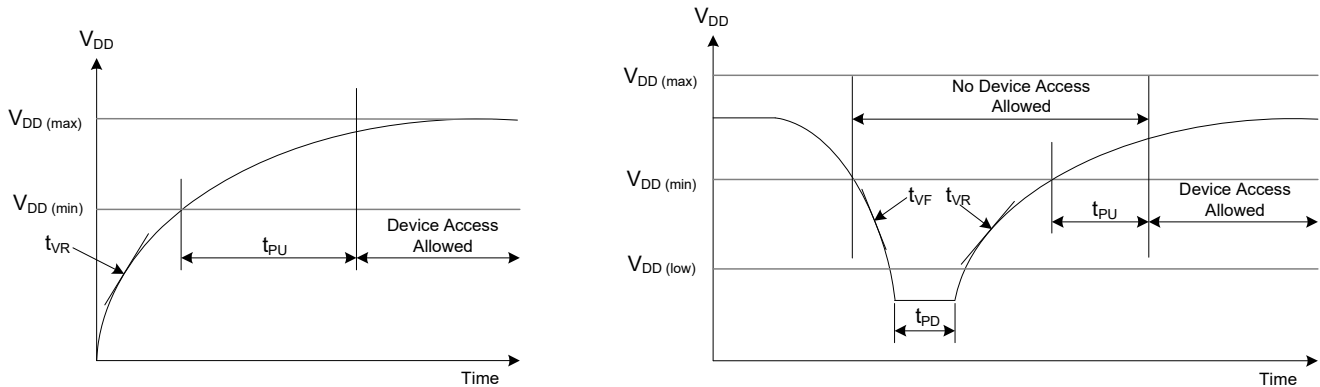 VDD
VDD (max)
VDD (min)
tVR
tPU
Device Access
Allowed
Time
VDD
VDD (max)
No Device Access
Allowed
VDD (min)
tVF
tVR
tPU
Device Access
Allowed
VDD (low)
tPD
Time